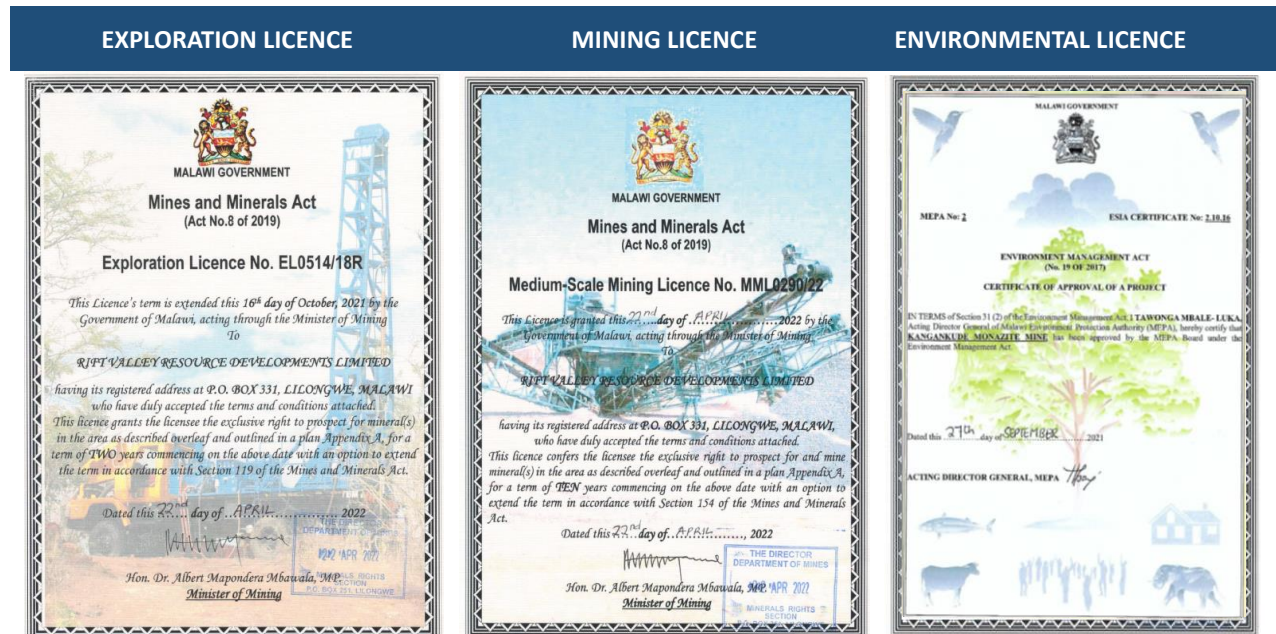 EXPLORATION LICENCE
MINING LICENCE
ENVIRONMENTAL LICENCE
YBM
MALAWI GOVERNMENT
Mines and Minerals Act
(Act No.8 of 2019)
Exploration Licence No. EL0514/18R
This Licence's term is extended this 16th day of October, 2021 by the
Government of Malawi, acting through the Minister of Mining
To
RIFT VALLEY RESOURCE DEVELOPMENTS LIMITED
having its registered address at P.O. BOX 331, LILONGWE, MALAWI
who have duly accepted the terms and conditions attached.
This licence grants the licensee the exclusive right to prospect for mineral(s)
in the area as described overleaf and outlined in a plan Appendix A, for a
term of TWO years commencing on the above date with an option to extend
the term in accordance with Section 119 of the Mines and Minerals Act.
Dated this 22nd day of APRIL 2022
THE DIRECTOR
DEPARTMENT OF MINES
APR 2022
MINERALS RIGHTS
SECTION
P.O. BOX 251, LILONGWE
Hon. Dr. Albert Mapondera Mbawala, MP
Minister of Mining
MALAWI GOVERNMENT
Mines and Minerals Act
(Act No.8 of 2019)
Medium-Scale Mining Licence No. MML0290/22
This Licence is granted this 22nd day of APRIL 2022 by the
Government of Malawi, acting through the Minister of Mining
To
RIFT VALLEY RESOURCE DEVELOPMENTS LIMITED
having its registered address at P.O. BOX 331, LILONGWE, MALAWI,
who have duly accepted the terms and conditions attached.
This licence confers the licensee the exclusive right to prospect for and mine
mineral(s) in the area as described overleaf and outlined in a plan Appendix A,
for a term of TEN years commencing on the above date with an option to
extend the term in accordance with Section 154 of the Mines and Minerals
Act.
Dated this 22nd day of APRIL, 2022
THE DIRECTOR
DEPARTMENT OF MINES
APR 2022
MINERALS RIGHTS
SECTION
Hon. Dr. Albert Mapondera Mbawala, MP
Minister of Mining
MALAWI GOVERNMENT
MEPA No: 2
ESIA CERTIFICATE No: 2.10.16
ENVIRONMENT MANAGEMENT ACT
(No. 19 OF 2017)
CERTIFICATE OF APPROVAL OF A PROJECT
IN TERMS of Section 31 (2) of the Environment Management Act, I TAWONGA MBALE- LUKA,
Acting Director General of Malawi Environment Protection Authority (MEPA), hereby certify that
KANGANKUDE MONAZITE MINE has been approved by the MEPA Board under the
Environment Management Act.
Dated this 27th day of SEPTEMBER 2021
ACTING DIRECTOR GENERAL, MEPA